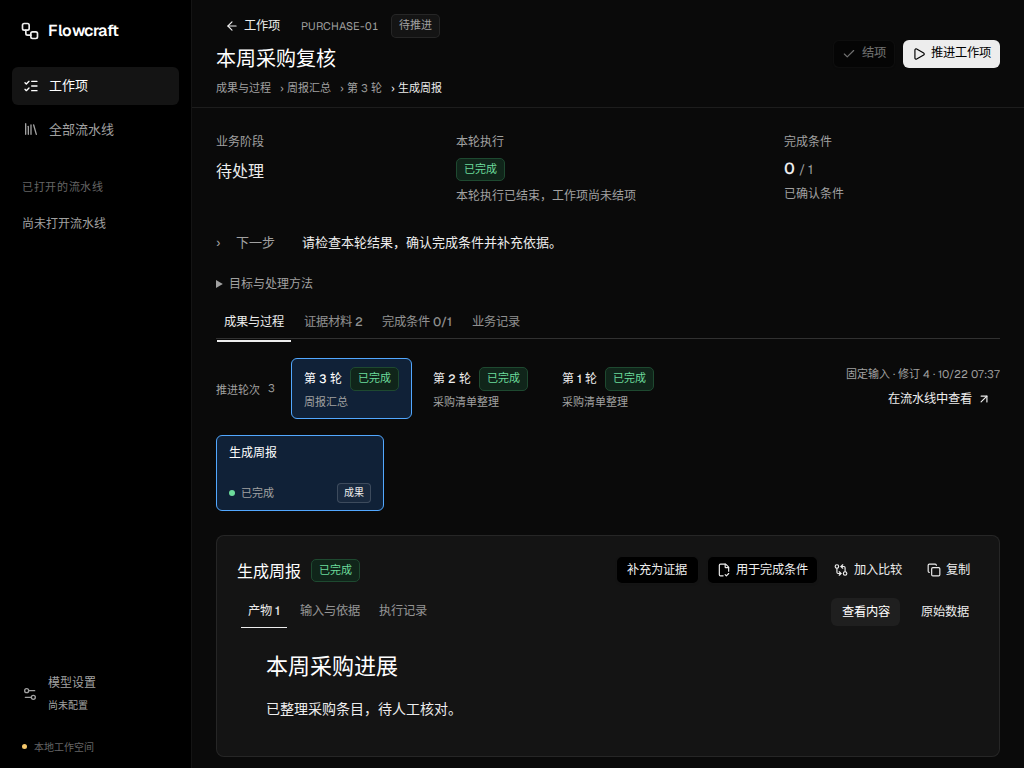 Flowcraft
工作项
全部流水线
已打开的流水线
尚未打开流水线
模型设置
尚未配置
本地工作空间
工作项 PURCHASE-01 待推进
本周采购复核
成果与过程 › 周报汇总 › 第 3 轮 › 生成周报
结项 推进工作项
业务阶段
待处理
本轮执行
已完成
本轮执行已结束，工作项尚未结项
完成条件
0 / 1
已确认条件
› 下一步 请检查本轮结果，确认完成条件并补充依据。
目标与处理方法
成果与过程 证据材料 2 完成条件 0/1 业务记录
推进轮次 3
第 3 轮 已完成
周报汇总
第 2 轮 已完成
采购清单整理
第 1 轮 已完成
采购清单整理
固定输入 · 修订 4 · 10/22 07:37
在流水线中查看
生成周报
已完成 成果
生成周报 已完成
补充为证据 用于完成条件 加入比较 复制
产物 1 输入与依据 执行记录
查看内容 原始数据
本周采购进展
已整理采购条目，待人工核对。